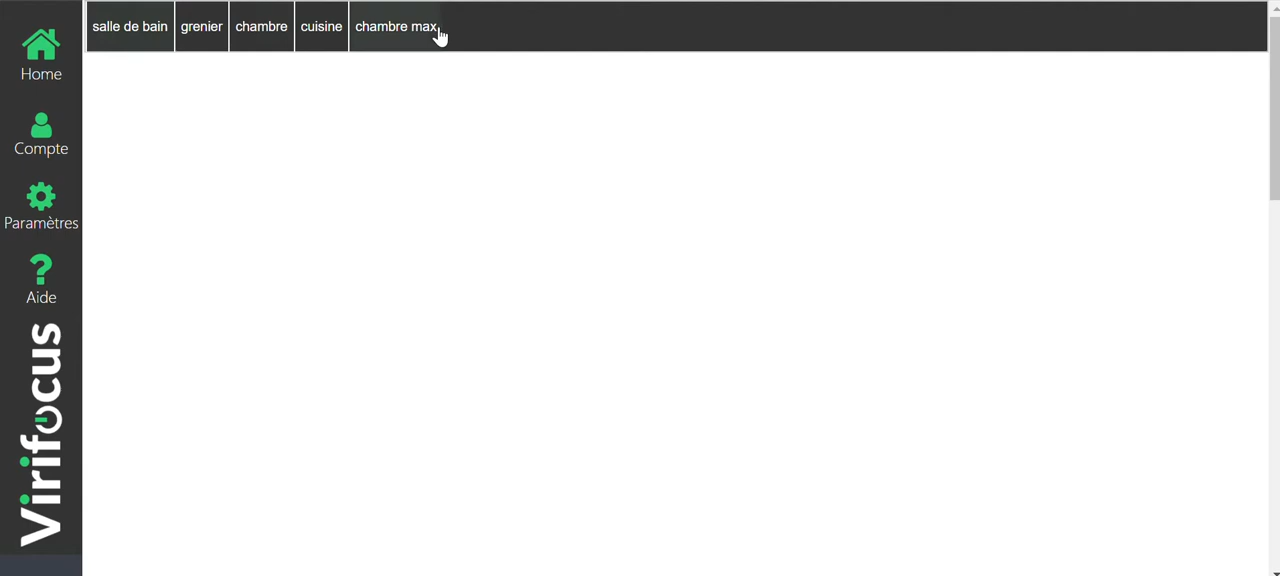 salle de bain
grenier
chambre
cuisine
chambre max
Home
Compte
Paramètres
Aide
Virifocus